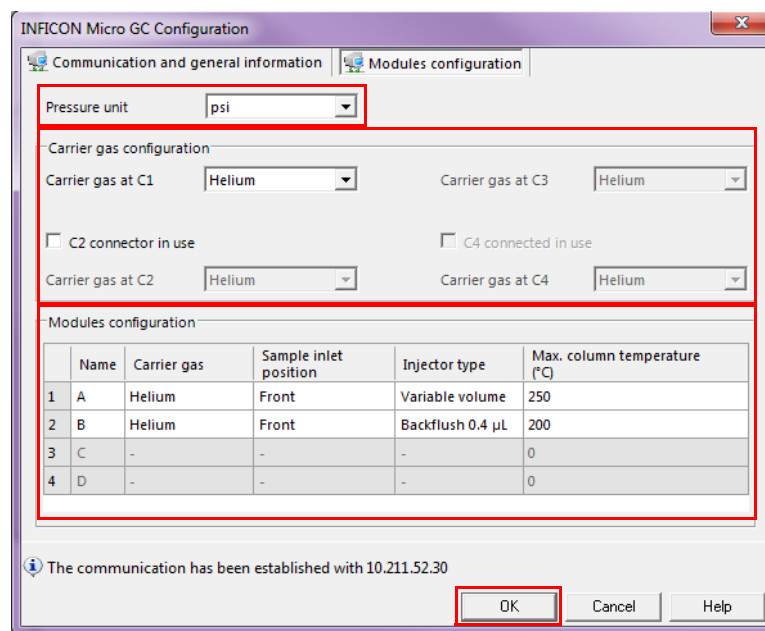 INFICON Micro GC Configuration
Communication and general information Modules configuration
Pressure unit psi
Carrier gas configuration
Carrier gas at C1 Helium Carrier gas at C3 Helium
C2 connector in use C4 connected in use
Carrier gas at C2 Helium Carrier gas at C4 Helium
Modules configuration
Name Carrier gas Sample inlet position Injector type Max. column temperature (°C)
1 A Helium Front Variable volume 250
2 B Helium Front Backflush 0.4 µL 200
3 C - - - 0
4 D - - - 0
The communication has been established with 10.211.52.30
OK Cancel Help